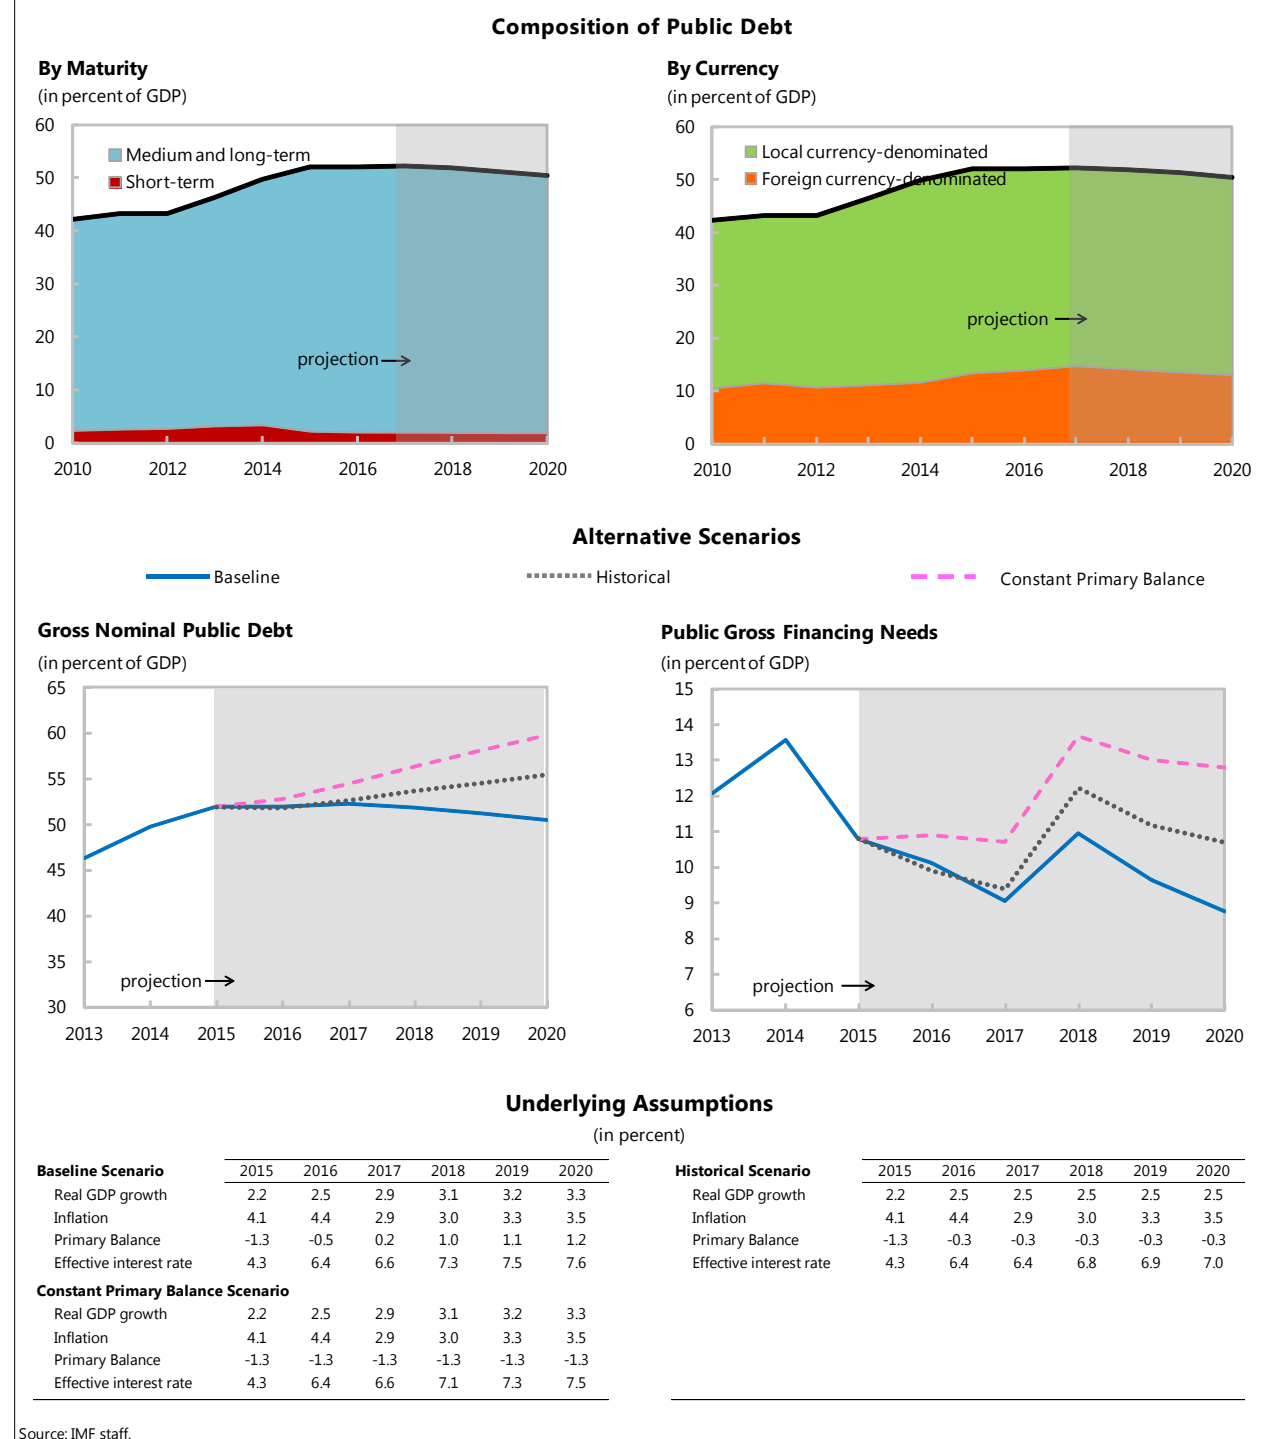 Composition of Public Debt
By Maturity
(in percent of GDP)
60
50
40
30
20
10
0
Medium and long-term
Short-term
projection
2010 2012 2014 2016 2018 2020
By Currency
(in percent of GDP)
60
50
40
30
20
10
0
Local currency-denominated
Foreign currency-denominated
projection
2010 2012 2014 2016 2018 2020
Alternative Scenarios
Baseline Historical Constant Primary Balance
Gross Nominal Public Debt
(in percent of GDP)
65
60
55
50
45
40
35
30
projection
2013 2014 2015 2016 2017 2018 2019 2020
Public Gross Financing Needs
(in percent of GDP)
15
14
13
12
11
10
9
8
7
6
projection
2013 2014 2015 2016 2017 2018 2019 2020
Underlying Assumptions
(in percent)
Baseline Scenario 2015 2016 2017 2018 2019 2020
Real GDP growth 2.2 2.5 2.9 3.1 3.2 3.3
Inflation 4.1 4.4 2.9 3.0 3.3 3.5
Primary Balance -1.3 -0.5 0.2 1.0 1.1 1.2
Effective interest rate 4.3 6.4 6.6 7.3 7.5 7.6
Constant Primary Balance Scenario
Real GDP growth 2.2 2.5 2.9 3.1 3.2 3.3
Inflation 4.1 4.4 2.9 3.0 3.3 3.5
Primary Balance -1.3 -1.3 -1.3 -1.3 -1.3 -1.3
Effective interest rate 4.3 6.4 6.6 7.1 7.3 7.5
Historical Scenario 2015 2016 2017 2018 2019 2020
Real GDP growth 2.2 2.5 2.5 2.5 2.5 2.5
Inflation 4.1 4.4 2.9 3.0 3.3 3.5
Primary Balance -1.3 -0.3 -0.3 -0.3 -0.3 -0.3
Effective interest rate 4.3 6.4 6.4 6.8 6.9 7.0
Source: IMF staff.